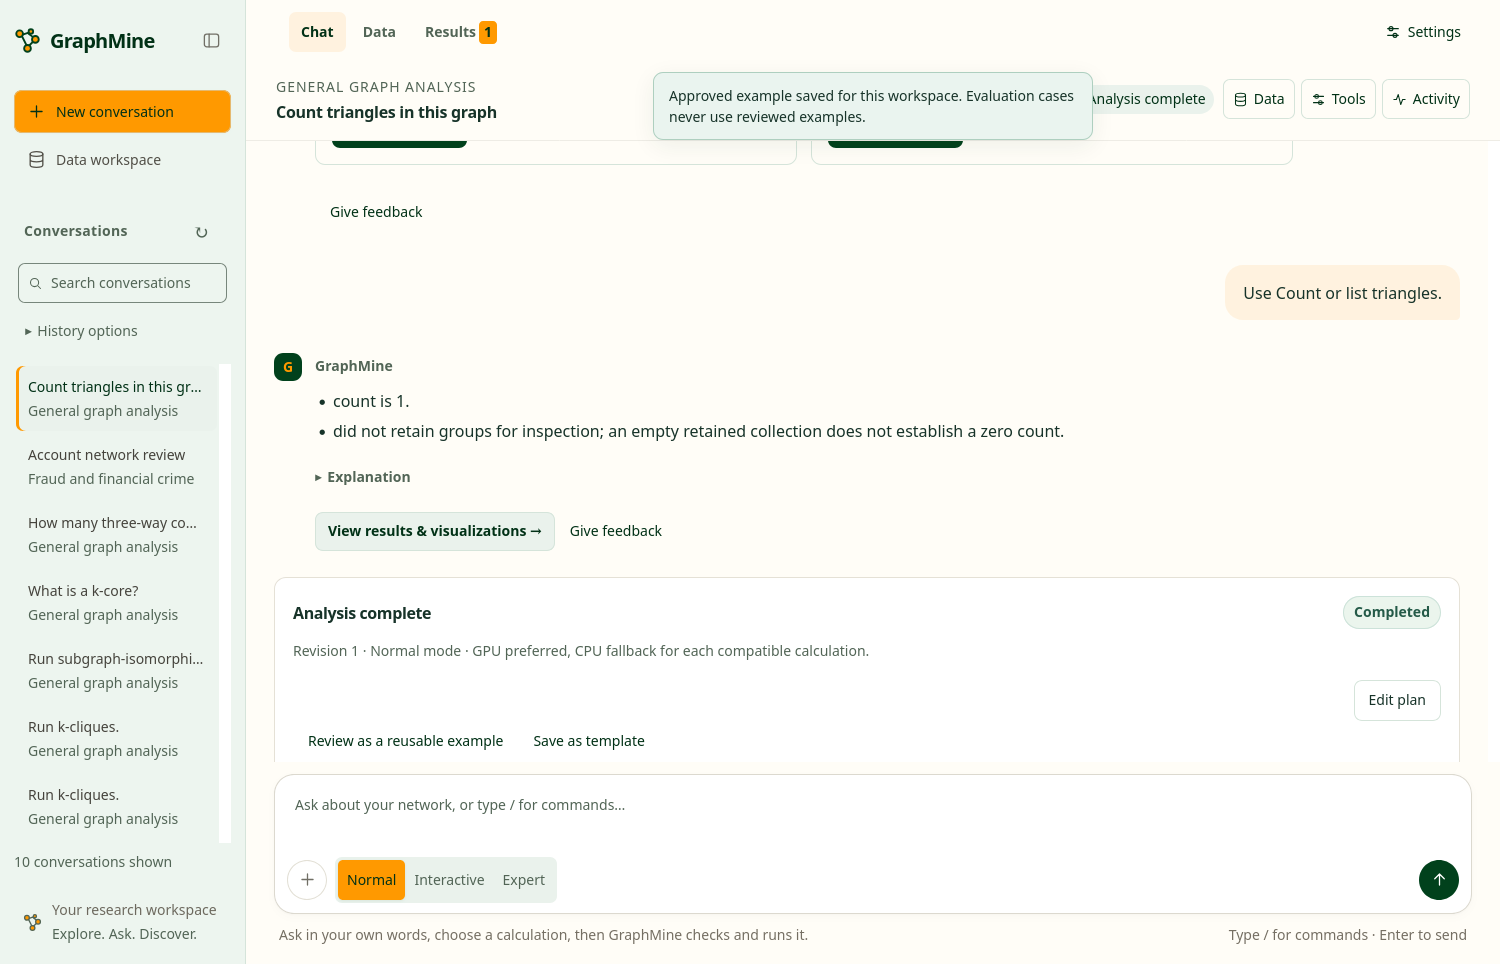 GraphMine
New conversation
Data workspace
Conversations
Search conversations
▸ History options
Count triangles in this gr...
General graph analysis
Account network review
Fraud and financial crime
How many three-way co...
General graph analysis
What is a k-core?
General graph analysis
Run subgraph-isomorphi...
General graph analysis
Run k-cliques.
General graph analysis
Run k-cliques.
General graph analysis
10 conversations shown
Your research workspace
Explore. Ask. Discover.
Chat Data Results 1
Settings
GENERAL GRAPH ANALYSIS
Count triangles in this graph
Approved example saved for this workspace. Evaluation cases
never use reviewed examples.
Analysis complete
Data
Tools
Activity
Give feedback
Use Count or list triangles.
G
GraphMine
• count is 1.
• did not retain groups for inspection; an empty retained collection does not establish a zero count.
▸ Explanation
View results & visualizations → Give feedback
Analysis complete
Completed
Revision 1 · Normal mode · GPU preferred, CPU fallback for each compatible calculation.
Edit plan
Review as a reusable example Save as template
Ask about your network, or type / for commands...
Normal Interactive Expert
Ask in your own words, choose a calculation, then GraphMine checks and runs it.
Type / for commands · Enter to send